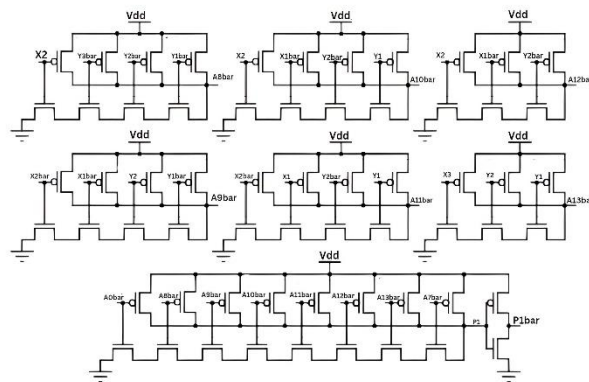 Vdd Vdd Vdd
X2 Y3bar Y2bar Y1bar A8bar
X2 X1bar Y2bar Y1 A10bar
X2 X1bar Y2bar A12bar
Vdd Vdd Vdd
X2bar X1bar Y2 Y1bar A9bar
X2bar X1 Y2bar Y1 A11bar
X3 Y2 Y1 A13bar
Vdd
A0bar A8bar A9bar A10bar A11bar A12bar A13bar A7bar P1 P1bar